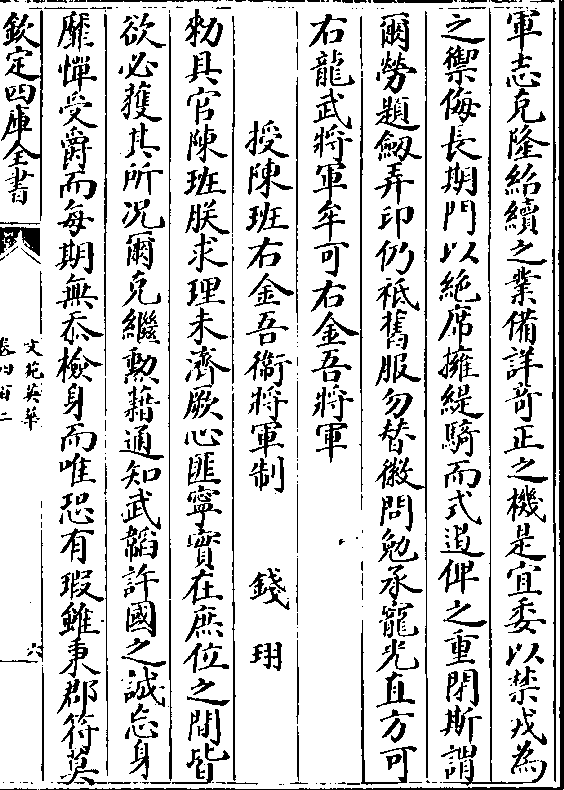 軍志克隆紹續之業備詳竒正之機是宜委以禁戎為
之禦侮長期門以絶席擁緹騎而式遏俾之重閉斯謂
爾勞題劒弄印仍祗舊服勿替徽問勉承寵光直方可
右龍武將軍牟可右金吾將軍
授陳班右金吾衞將軍制　錢珝
勑具官陳班朕求理未濟厥心匪寧實在庶位之間皆
欲必獲其所况爾克繼勲藉通知武韜許國之誠忘身
靡憚受爵而每期無忝檢身而唯恐有瑕雖秉郡符莫
欽定四庫全書
文苑英華
卷四百二
六